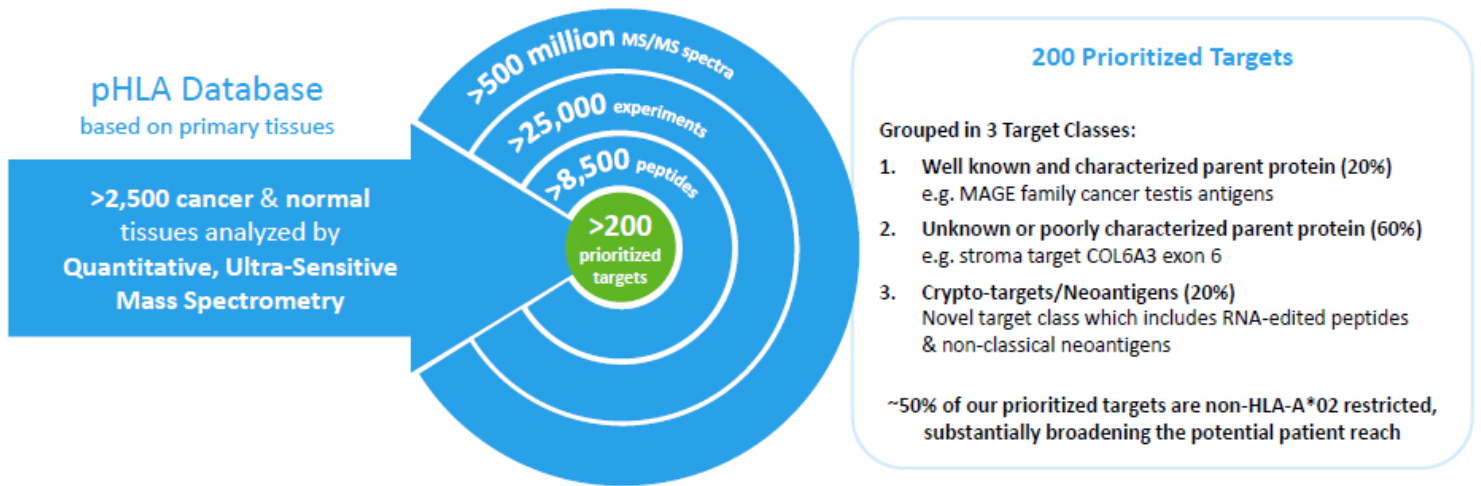 pHLA Database
based on primary tissues
>2,500 cancer & normal
tissues analyzed by
Quantitative, Ultra-Sensitive
Mass Spectrometry
>500 million MS/MS spectra
>25,000 experiments
>8,500 peptides
>200
prioritized
targets
200 Prioritized Targets
Grouped in 3 Target Classes:
1. Well known and characterized parent protein (20%)
e.g. MAGE family cancer testis antigens
2. Unknown or poorly characterized parent protein (60%)
e.g. stroma target COL6A3 exon 6
3. Crypto-targets/Neoantigens (20%)
Novel target class which includes RNA-edited peptides
& non-classical neoantigens
~50% of our prioritized targets are non-HLA-A*02 restricted,
substantially broadening the potential patient reach